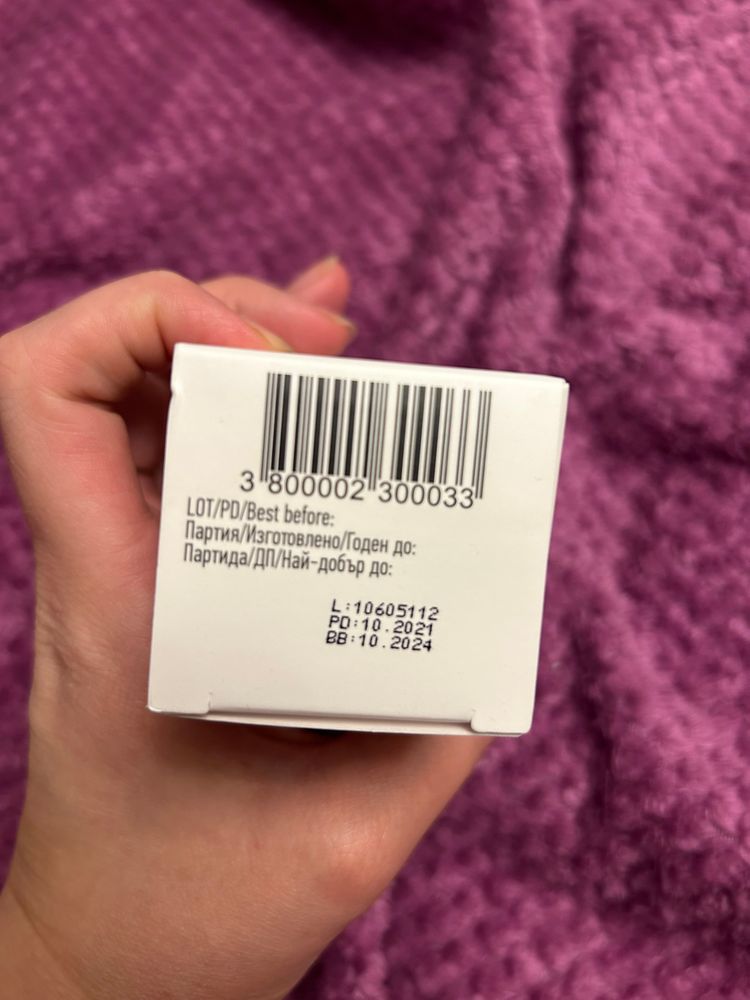 3 800002 300033
LOT/PD/Best before:
Партия/Изготовлено/Годен до:
Партида/ДП/Най-добър до:
L:10605112
PD:10.2021
BB:10.2024